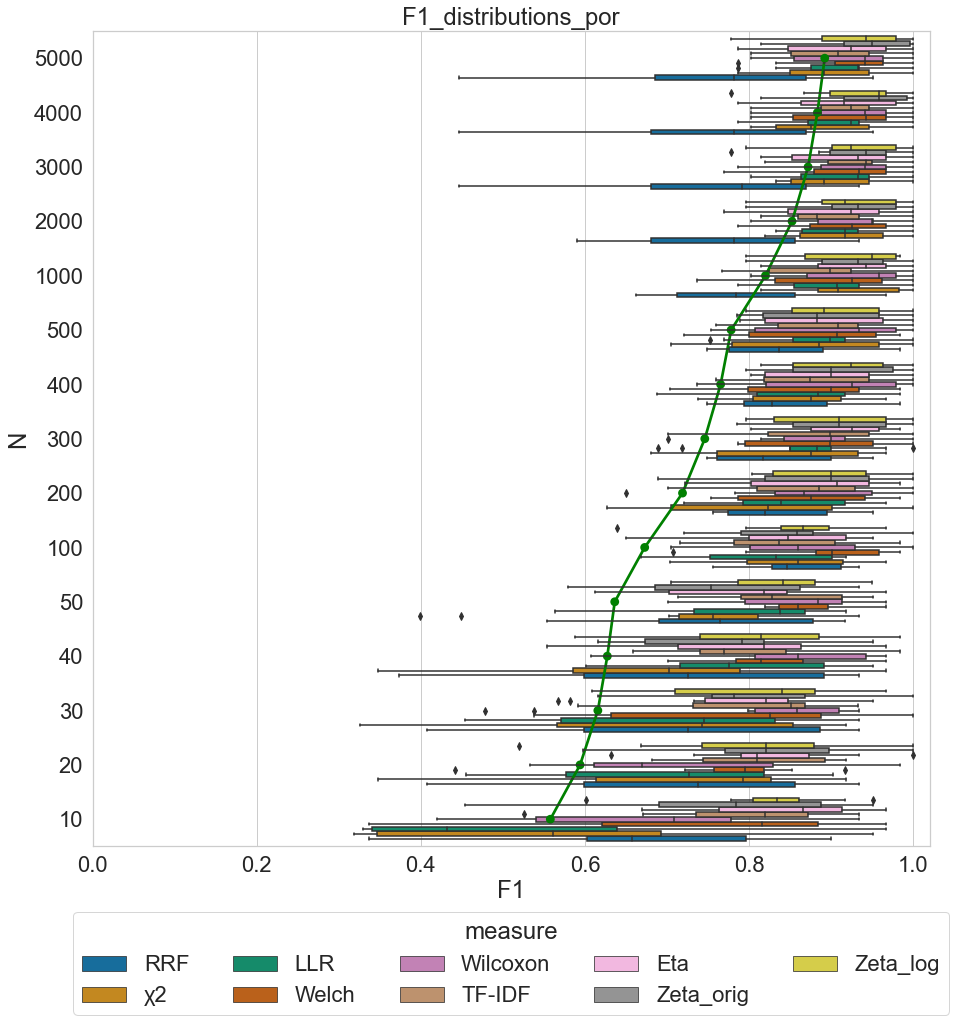 F1_distributions_por
N
5000
4000
3000
2000
1000
500
400
300
200
100
50
40
30
20
10
0.0 0.2 0.4 0.6 0.8 1.0
F1
measure
RRF LLR Wilcoxon Eta Zeta_log
χ2 Welch TF-IDF Zeta_orig